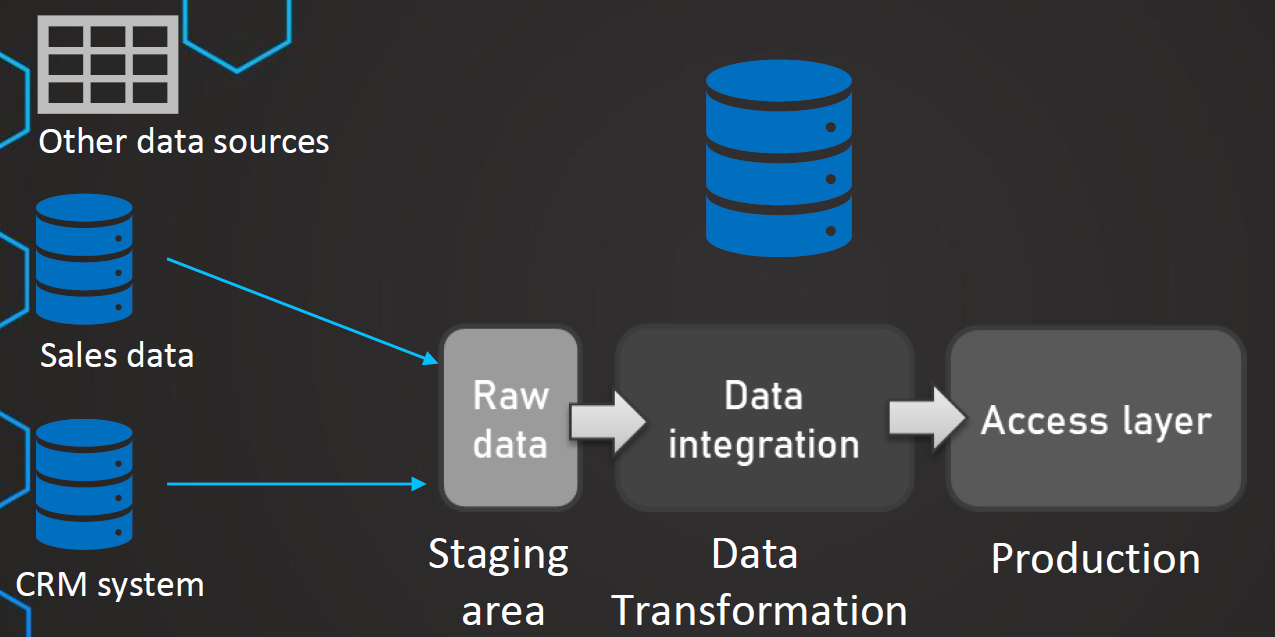 Other data sources
Sales data
CRM system
Raw
data
Data
integration
Access layer
Staging
area
Data
Transformation
Production